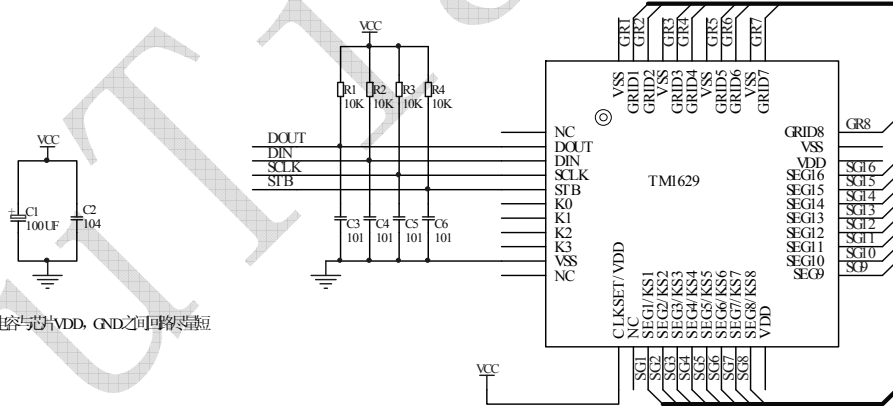 GR1
GR2
GR3
GR4
GR5
GR6
GR7
VCC
R1
10K
R2
10K
R3
10K
R4
10K
VSS
GRID1
GRID2
VSS
GRID3
GRID4
VSS
GRID5
GRID6
VSS
GRID7
DOUT
DIN
SCLK
STB
NC
DOUT
DIN
SCLK
STB
K0
K1
K2
K3
VSS
NC
TM1629
GRID8
VSS
VDD
SEG16
SEG15
SEG14
SEG13
SEG12
SEG11
SEG10
SEG9
GR8
SG16
SG15
SG14
SG13
SG12
SG11
SG10
SG9
VCC
+
C1
100UF
C2
104
C3
101
C4
101
C5
101
C6
101
CLKSET/VDD
NC
SEG1/KS1
SEG2/KS2
SEG3/KS3
SEG4/KS4
SEG5/KS5
SEG6/KS6
SEG7/KS7
SEG8/KS8
VDD
电容与芯片VDD，GND之间回路尽量短
VCC
SG1
SG2
SG3
SG4
SG5
SG6
SG7
SG8